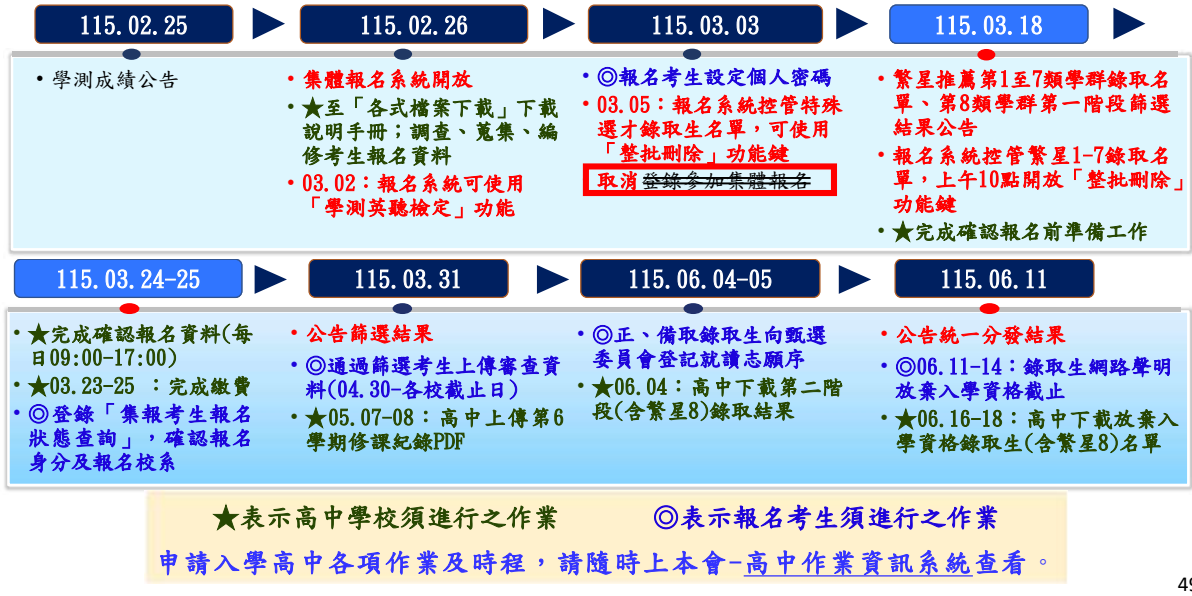 115.02.25
115.02.26
115.03.03
115.03.18
•學測成績公告
•集體報名系統開放
•★至「各式檔案下載」下載
說明手冊；調查、蒐集、編
修考生報名資料
•03.02：報名系統可使用
「學測英聽檢定」功能
•◎報名考生設定個人密碼
•03.05：報名系統控管特殊
選才錄取生名單，可使用
「整批刪除」功能鍵
取消登錄參加集體報名
•繁星推薦第1至7類學群錄取名
單、第8類學群第一階段篩選
結果公告
•報名系統控管繁星1-7錄取名
單，上午10點開放「整批刪除」
功能鍵
•★完成確認報名前準備工作
115.03.24-25
115.03.31
115.06.04-05
115.06.11
•★完成確認報名資料(每
日09:00-17:00)
•★03.23-25 ：完成繳費
•◎登錄「集報考生報名
狀態查詢」，確認報名
身分及報名校系
•公告篩選結果
•◎通過篩選考生上傳審查資
料(04.30-各校截止日)
•★05.07-08：高中上傳第6
學期修課紀錄PDF
•◎正、備取錄取生向甄選
委員會登記就讀志願序
•★06.04：高中下載第二階
段(含繁星8)錄取結果
•公告統一分發結果
•◎06.11-14：錄取生網路聲明
放棄入學資格截止
•★06.16-18：高中下載放棄入
學資格錄取生(含繁星8)名單
★表示高中學校須進行之作業 ◎表示報名考生須進行之作業
申請入學高中各項作業及時程，請隨時上本會-高中作業資訊系統查看。
49